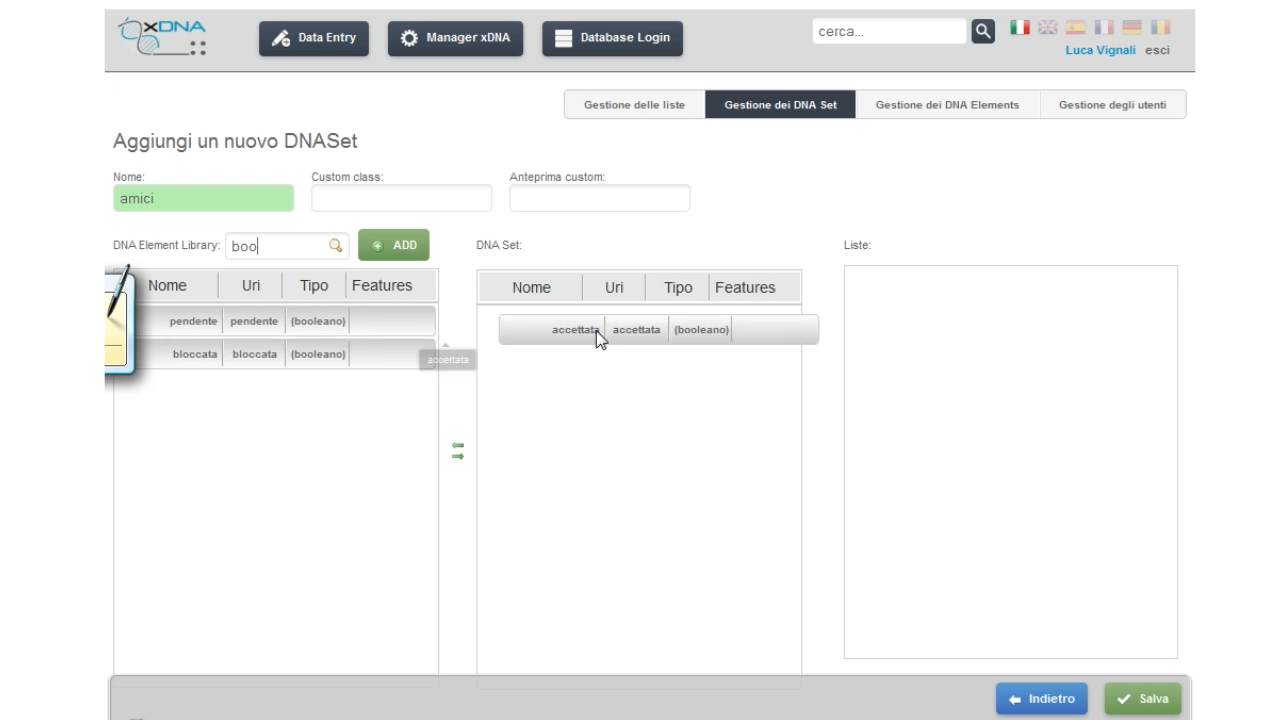 XDNA
Data Entry
Manager xDNA
Database Login
cerca...
Luca Vignali esci
Gestione delle liste
Gestione dei DNA Set
Gestione dei DNA Elements
Gestione degli utenti
Aggiungi un nuovo DNASet
Nome:
Custom class:
Anteprima custom:
amici
DNA Element Library:
boo
ADD
DNA Set:
Liste:
Nome Uri Tipo Features
Nome Uri Tipo Features
pendente pendente (booleano)
accettata accettata (booleano)
bloccata bloccata (booleano)
accettata
Indietro
Salva